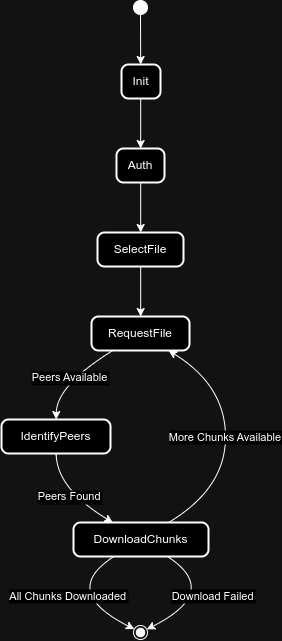 Init
Auth
SelectFile
RequestFile
Peers Available
IdentifyPeers
More Chunks Available
Peers Found
DownloadChunks
All Chunks Downloaded
Download Failed